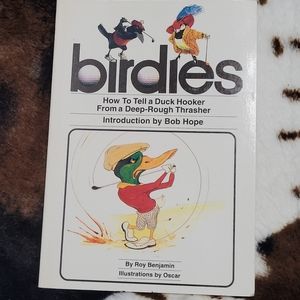 birdies
How To Tell a Duck Hooker
From a Deep-Rough Thrasher
Introduction by Bob Hope
By Roy Benjamin
Illustrations by Oscar